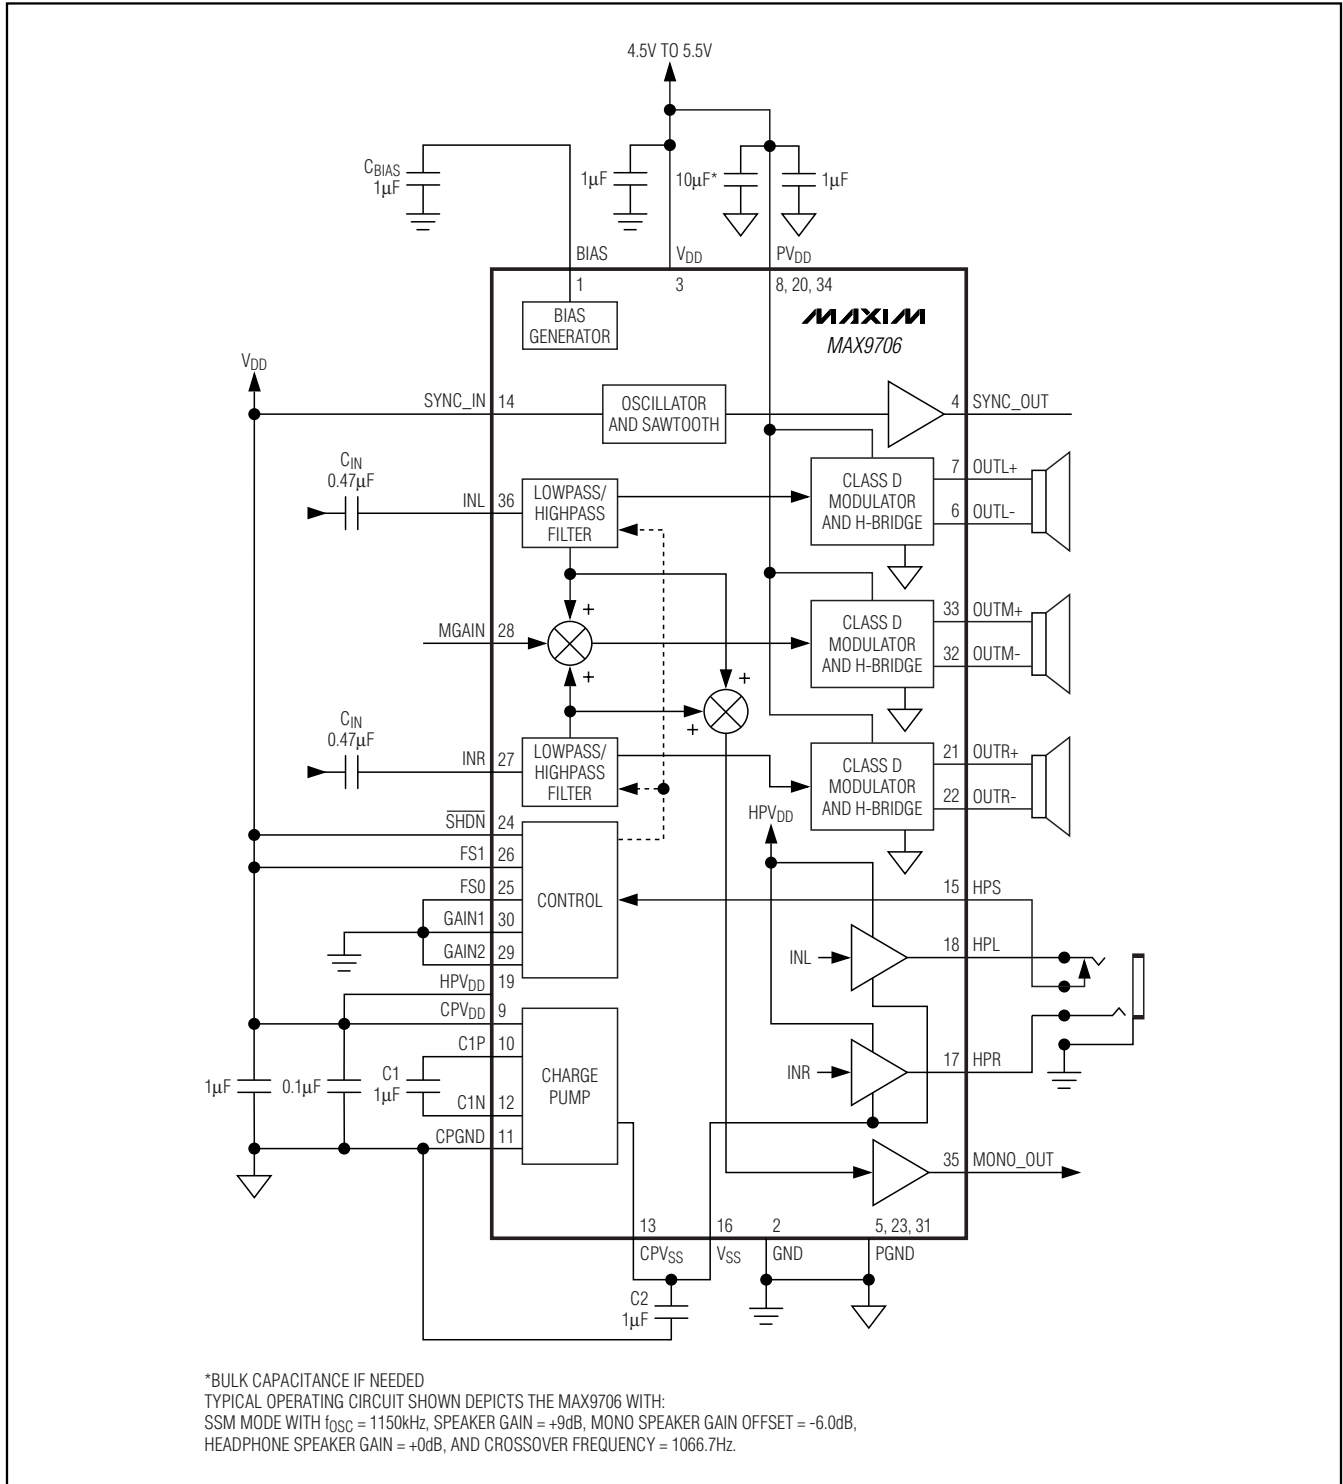 4.5V TO 5.5V
CBIAS
1µF
1µF
10µF*
1µF
BIAS
VDD
PVDD
1
3
8, 20, 34
BIAS
GENERATOR
MAXIM
MAX9706
VDD
SYNC_IN
14
OSCILLATOR
AND SAWTOOTH
4
SYNC_OUT
CIN
0.47µF
INL
36
LOWPASS/
HIGHPASS
FILTER
CLASS D
MODULATOR
AND H-BRIDGE
7
OUTL+
6
OUTL-
+
MGAIN
28
+
CLASS D
MODULATOR
AND H-BRIDGE
33
OUTM+
32
OUTM-
+
+
CIN
0.47µF
INR
27
LOWPASS/
HIGHPASS
FILTER
CLASS D
MODULATOR
AND H-BRIDGE
21
OUTR+
22
OUTR-
HPVDD
SHDN
24
FS1
26
FS0
25
GAIN1
30
GAIN2
29
CONTROL
15
HPS
INL
18
HPL
HPVDD
19
CPVDD
9
C1P
10
C1N
12
CPGND
11
1µF
0.1µF
C1
1µF
CHARGE
PUMP
INR
17
HPR
35
MONO_OUT
13
16
2
5, 23, 31
CPVSS
VSS
GND
PGND
C2
1µF
*BULK CAPACITANCE IF NEEDED
TYPICAL OPERATING CIRCUIT SHOWN DEPICTS THE MAX9706 WITH:
SSM MODE WITH fOSC = 1150kHz, SPEAKER GAIN = +9dB, MONO SPEAKER GAIN OFFSET = -6.0dB,
HEADPHONE SPEAKER GAIN = +0dB, AND CROSSOVER FREQUENCY = 1066.7Hz.